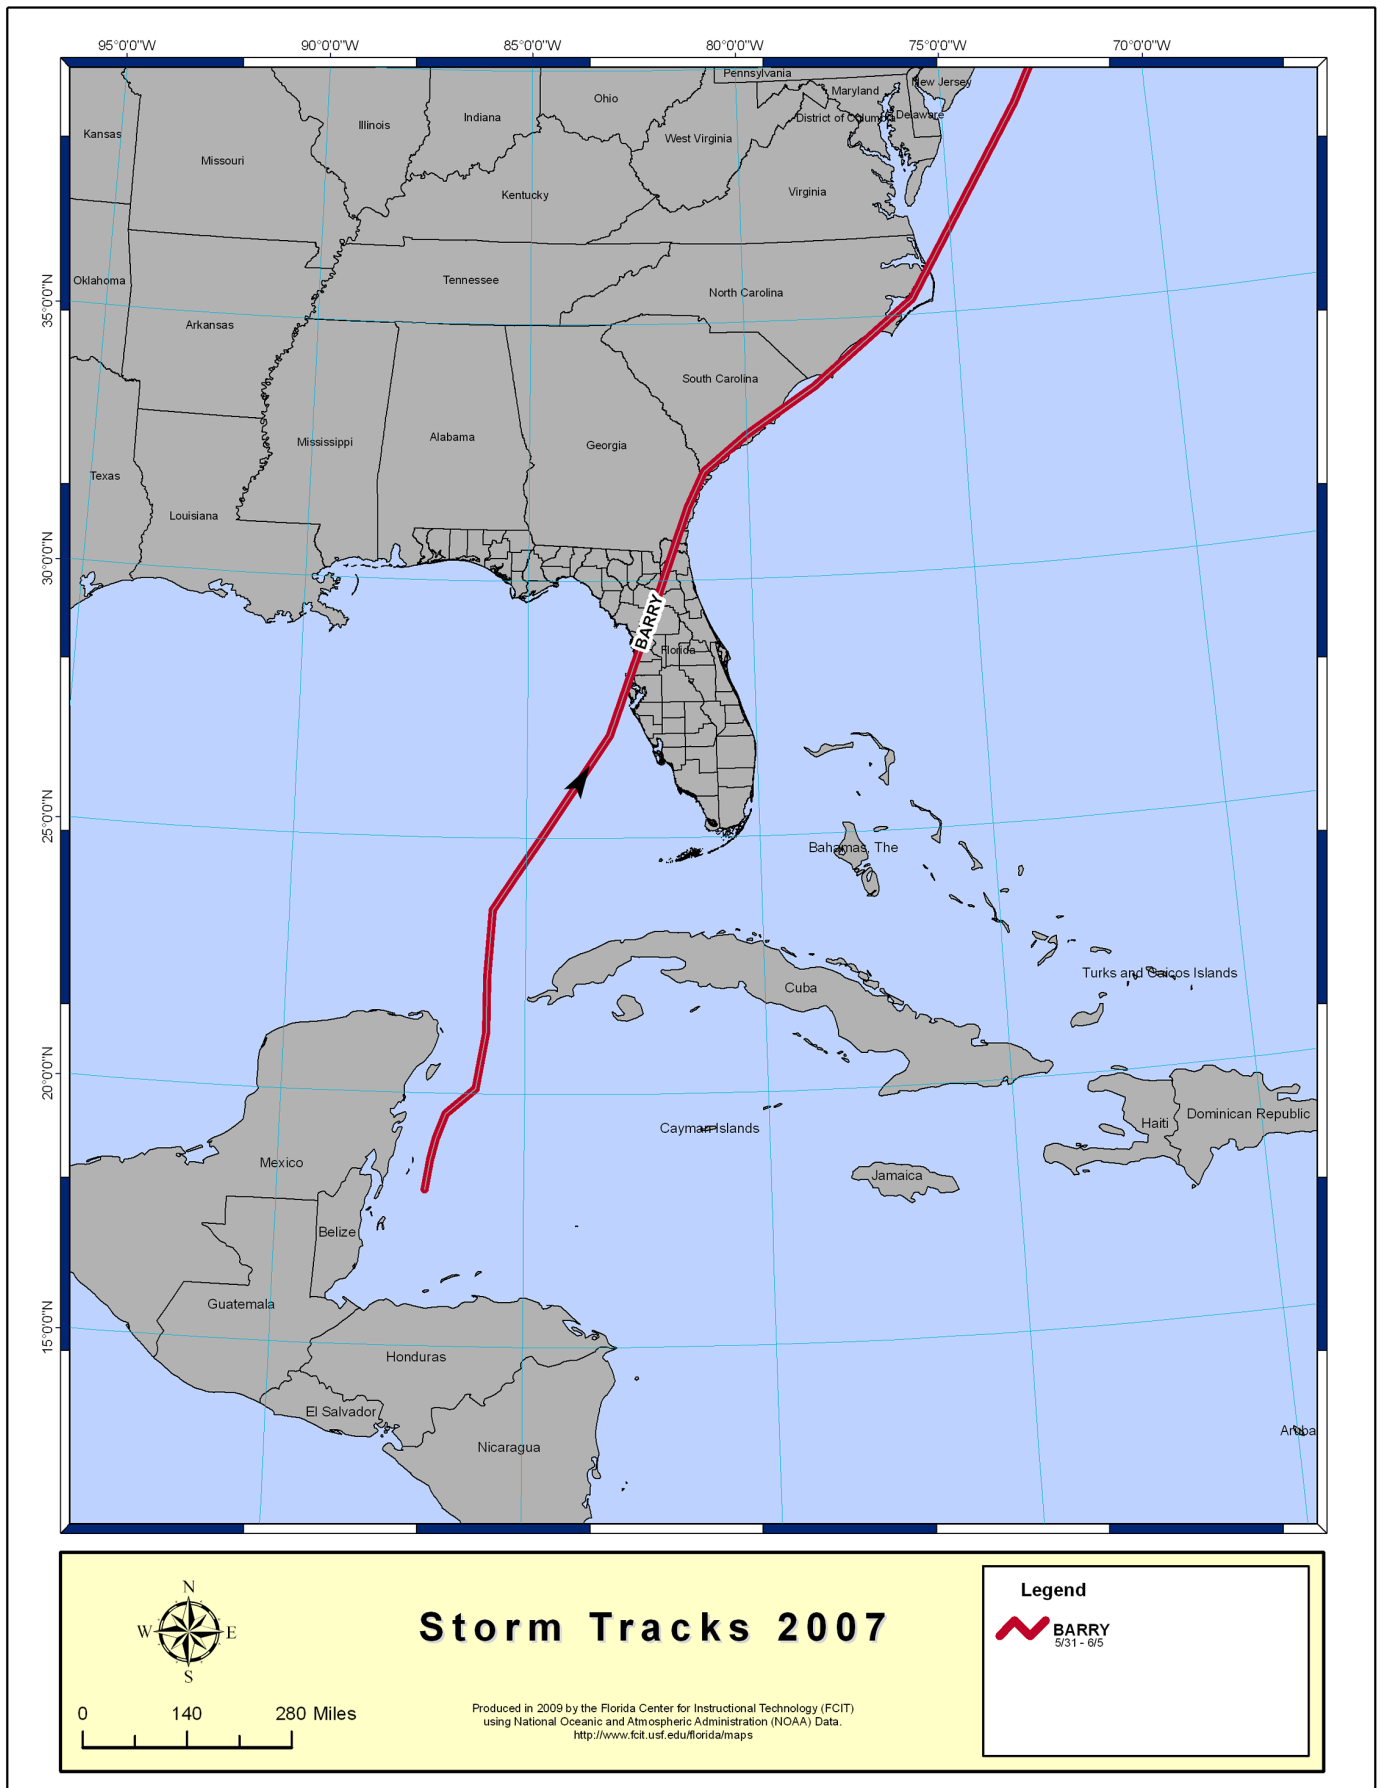 95°0'0"W 90°0'0"W 85°0'0"W 80°0'0"W 75°0'0"W 70°0'0"W
Pennsylvania
New Jersey
Ohio
Maryland
Indiana
Illinois
District of Columbia
Delaware
Kansas
West Virginia
Missouri
Virginia
Kentucky
Oklahoma
Tennessee
North Carolina
35°0'0"N
Arkansas
South Carolina
Alabama
Mississippi
Georgia
Texas
Louisiana
30°0'0"N
BARRY
Florida
25°0'0"N
Bahamas, The
Turks and Caicos Islands
Cuba
20°0'0"N
Dominican Republic
Haiti
Cayman Islands
Mexico
Jamaica
Belize
Guatemala
15°0'0"N
Honduras
El Salvador
Aruba
Nicaragua
N
W E
S
0 140 280 Miles
Storm Tracks 2007
Produced in 2009 by the Florida Center for Instructional Technology (FCIT)
using National Oceanic and Atmospheric Administration (NOAA) Data.
http://www.fcit.usf.edu/florida/maps
Legend
BARRY
5/31 - 6/5